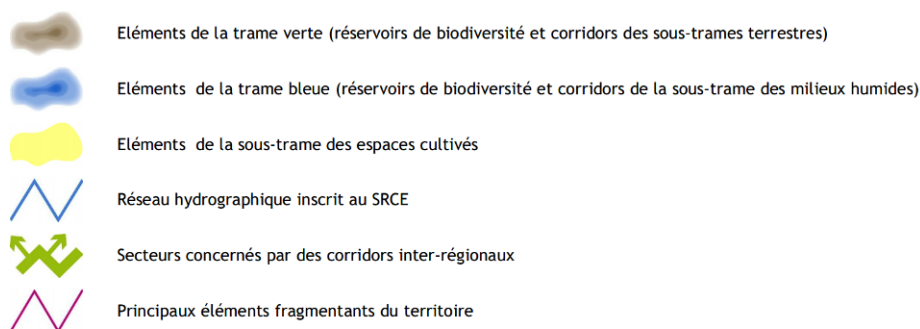 Eléments de la trame verte (réservoirs de biodiversité et corridors des sous-trames terrestres)
Eléments de la trame bleue (réservoirs de biodiversité et corridors de la sous-trame des milieux humides)
Eléments de la sous-trame des espaces cultivés
Réseau hydrographique inscrit au SRCE
Secteurs concernés par des corridors inter-régionaux
Principaux éléments fragmentants du territoire